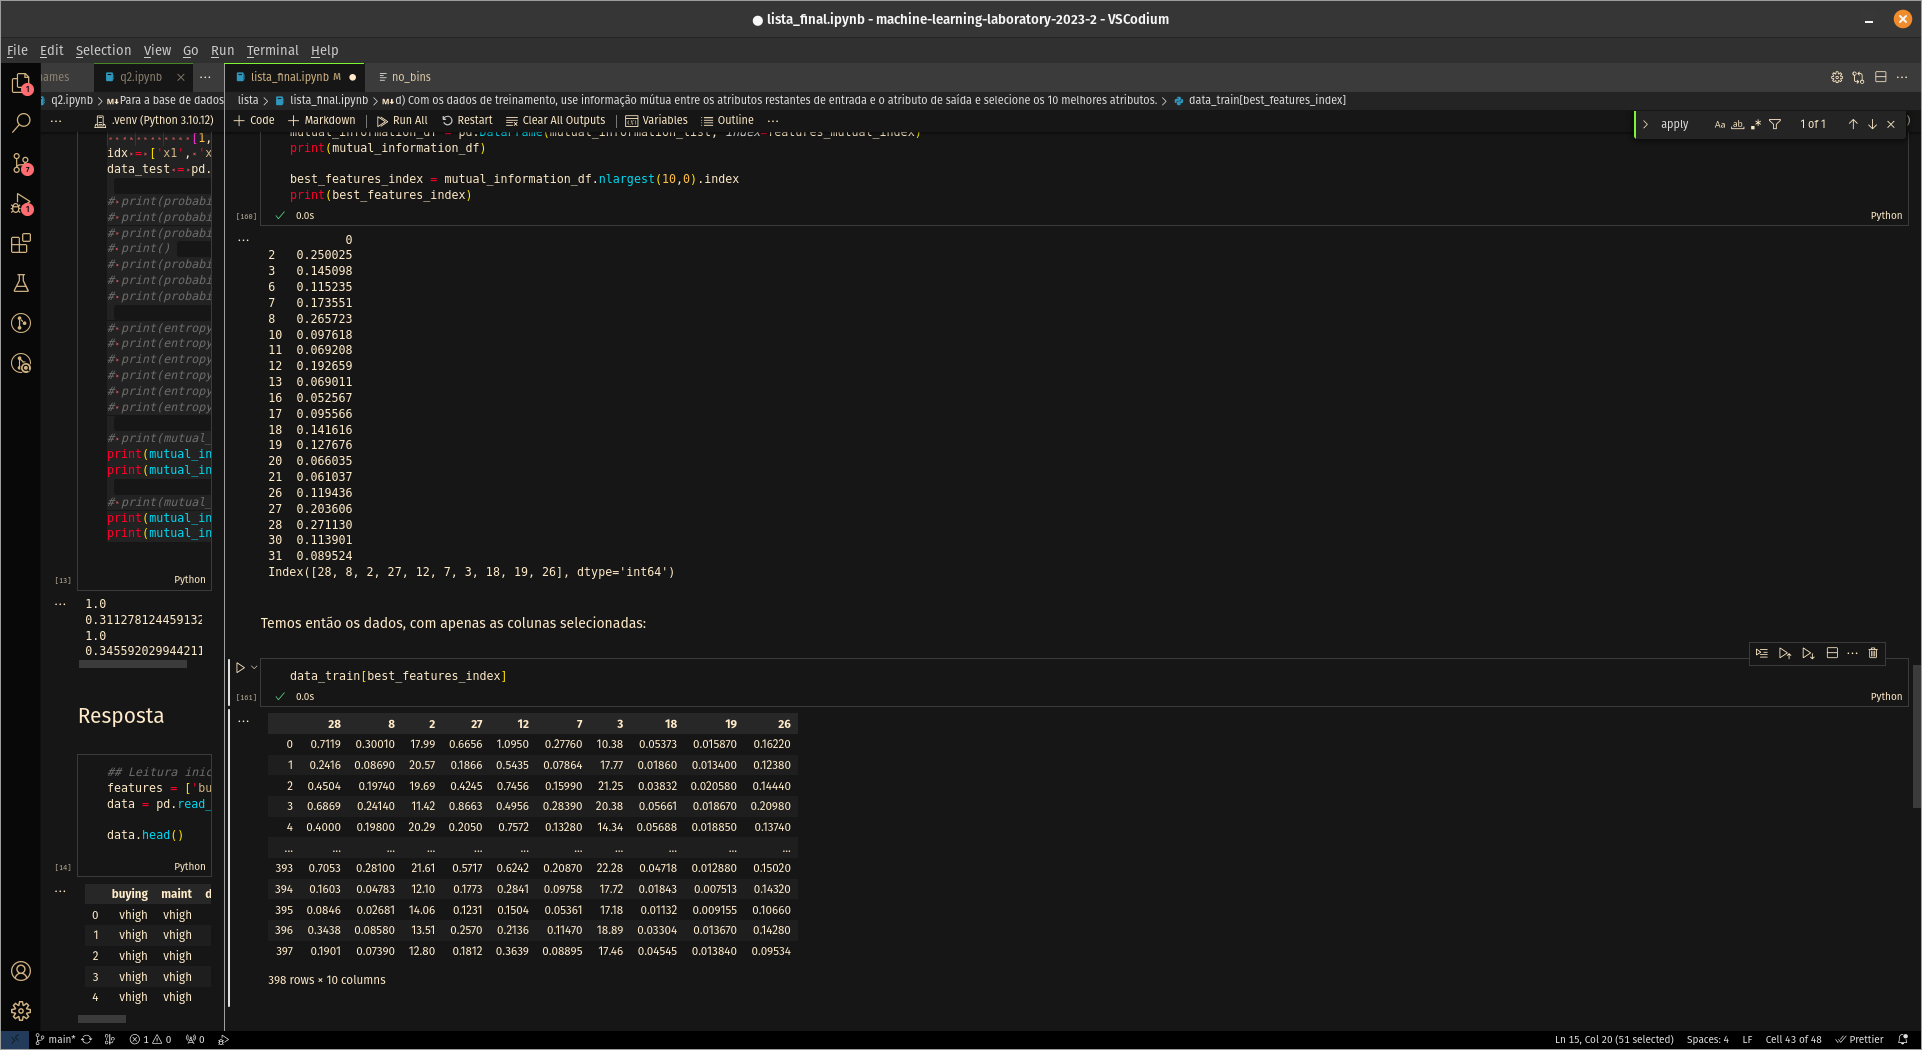 lista_final.ipynb - machine-learning-laboratory-2023-2 - VSCodium
File Edit Selection View Go Run Terminal Help
ames
q2.ipynb
lista_final.ipynb M
no_bins
q2.ipynb > Para a base de dados
lista > lista_final.ipynb > d) Com os dados de treinamento, use informação mútua entre os atributos restantes de entrada e o atributo de saída e selecione os 10 melhores atributos. > data_train[best_features_index]
.venv (Python 3.10.12)
+ Code + Markdown Run All Restart Clear All Outputs Variables Outline ...
apply
1 of 1
[1,
idx = ['x1', 'x
data_test = pd.
# print(probabi
# print(probabi
# print(probabi
# print()
# print(probabi
# print(probabi
# print(probabi
# print(entropy
# print(entropy
# print(entropy
# print(entropy
# print(entropy
# print(entropy
# print(mutual_
print(mutual_in
print(mutual_in
# print(mutual_
print(mutual_in
print(mutual_in
[13]
Python
1.0
0.311278124459132
1.0
0.345592029944211
Resposta
## Leitura inic
features = ['bu
data = pd.read_
data.head()
[14]
Python
buying maint d
0 vhigh vhigh
1 vhigh vhigh
2 vhigh vhigh
3 vhigh vhigh
4 vhigh vhigh
mutual_information_df = pd.DataFrame(mutual_information_list, index=features_mutual_index)
print(mutual_information_df)
best_features_index = mutual_information_df.nlargest(10,0).index
print(best_features_index)
[160]
0.0s
Python
0
2 0.250025
3 0.145098
6 0.115235
7 0.173551
8 0.265723
10 0.097618
11 0.069208
12 0.192659
13 0.069011
16 0.052567
17 0.095566
18 0.141616
19 0.127676
20 0.066035
21 0.061037
26 0.119436
27 0.203606
28 0.271130
30 0.113901
31 0.089524
Index([28, 8, 2, 27, 12, 7, 3, 18, 19, 26], dtype='int64')
Temos então os dados, com apenas as colunas selecionadas:
data_train[best_features_index]
[161]
0.0s
Python
28 8 2 27 12 7 3 18 19 26
0 0.7119 0.30010 17.99 0.6656 1.0950 0.27760 10.38 0.05373 0.015870 0.16220
1 0.2416 0.08690 20.57 0.1866 0.5435 0.07864 17.77 0.01860 0.013400 0.12380
2 0.4504 0.19740 19.69 0.4245 0.7456 0.15990 21.25 0.03832 0.020580 0.14440
3 0.6869 0.24140 11.42 0.8663 0.4956 0.28390 20.38 0.05661 0.018670 0.20980
4 0.4000 0.19800 20.29 0.2050 0.7572 0.13280 14.34 0.05688 0.018850 0.13740
... ... ... ... ... ... ... ... ... ... ...
393 0.7053 0.28100 21.61 0.5717 0.6242 0.20870 22.28 0.04718 0.012880 0.15020
394 0.1603 0.04783 12.10 0.1773 0.2841 0.09758 17.72 0.01843 0.007513 0.14320
395 0.0846 0.02681 14.06 0.1231 0.1504 0.05361 17.18 0.01132 0.009155 0.10660
396 0.3438 0.08580 13.51 0.2570 0.2136 0.11470 18.89 0.03304 0.013670 0.14280
397 0.1901 0.07390 12.80 0.1812 0.3639 0.08895 17.46 0.04545 0.013840 0.09534
398 rows × 10 columns
main* 1 0 0
Ln 15, Col 20 (51 selected) Spaces: 4 LF Cell 43 of 48 Prettier